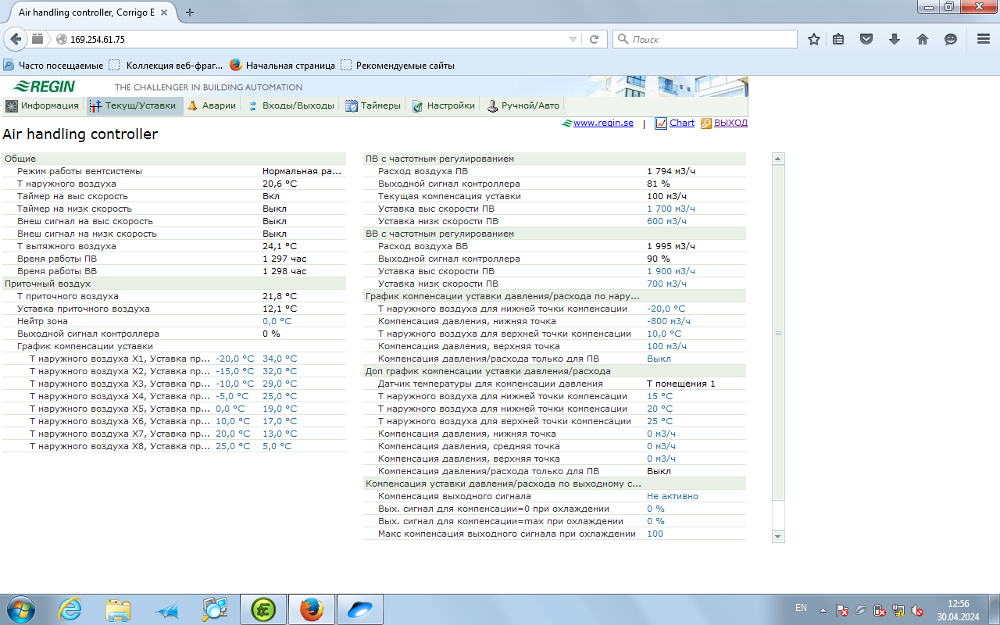 Air handling controller, Corrigo E
169.254.61.75
Поиск
Часто посещаемые
Коллекция веб-фраг...
Начальная страница
Рекомендуемые сайты
REGIN
THE CHALLENGER IN BUILDING AUTOMATION
Информация
Текущ/Уставки
Аварии
Входы/Выходы
Таймеры
Настройки
Ручной/Авто
www.regin.se | Chart ВЫХОД
Air handling controller
Общие
Режим работы вентсистемы Нормальная ра...
Т наружного воздуха 20,6 °C
Таймер на выс скорость Вкл
Таймер на низк скорость Выкл
Внеш сигнал на выс скорость Выкл
Внеш сигнал на низк скорость Выкл
Т вытяжного воздуха 24,1 °C
Время работы ПВ 1 297 час
Время работы ВВ 1 298 час
Приточный воздух
Т приточного воздуха 21,8 °C
Уставка приточного воздуха 12,1 °C
Нейтр зона 0,0 °C
Выходной сигнал контроллера 0 %
График компенсации уставки
Т наружного воздуха X1, Уставка пр... -20,0 °C 34,0 °C
Т наружного воздуха X2, Уставка пр... -15,0 °C 32,0 °C
Т наружного воздуха X3, Уставка пр... -10,0 °C 29,0 °C
Т наружного воздуха X4, Уставка пр... -5,0 °C 25,0 °C
Т наружного воздуха X5, Уставка пр... 0,0 °C 19,0 °C
Т наружного воздуха X6, Уставка пр... 10,0 °C 17,0 °C
Т наружного воздуха X7, Уставка пр... 20,0 °C 13,0 °C
Т наружного воздуха X8, Уставка пр... 25,0 °C 5,0 °C
ПВ с частотным регулированием
Расход воздуха ПВ 1 794 м3/ч
Выходной сигнал контроллера 81 %
Текущая компенсация уставки 100 м3/ч
Уставка выс скорости ПВ 1 700 м3/ч
Уставка низк скорости ПВ 600 м3/ч
ВВ с частотным регулированием
Расход воздуха ВВ 1 995 м3/ч
Выходной сигнал контроллера 90 %
Уставка выс скорости ПВ 1 900 м3/ч
Уставка низк скорости ПВ 700 м3/ч
График компенсации уставки давления/расхода по нару...
Т наружного воздуха для нижней точки компенсации -20,0 °C
Компенсация давления, нижняя точка -800 м3/ч
Т наружного воздуха для верхней точки компенсации 10,0 °C
Компенсация давления, верхняя точка 100 м3/ч
Компенсация давления/расхода только для ПВ Выкл
Доп график компенсации уставки давления/расхода
Датчик температуры для компенсации давления Т помещения 1
Т наружного воздуха для нижней точки компенсации 15 °C
Т наружного воздуха для нижней точки компенсации 20 °C
Т наружного воздуха для верхней точки компенсации 25 °C
Компенсация давления, нижняя точка 0 м3/ч
Компенсация давления, средняя точка 0 м3/ч
Компенсация давления, верхняя точка 0 м3/ч
Компенсация давления/расхода только для ПВ Выкл
Компенсация уставки давления/расхода по выходному с...
Компенсация выходного сигнала Не активно
Вых. сигнал для компенсации=0 при охлаждении 0 %
Вых. сигнал для компенсации=max при охлаждении 0 %
Макс компенсация выходного сигнала при охлаждении 100
EN
12:56
30.04.2024